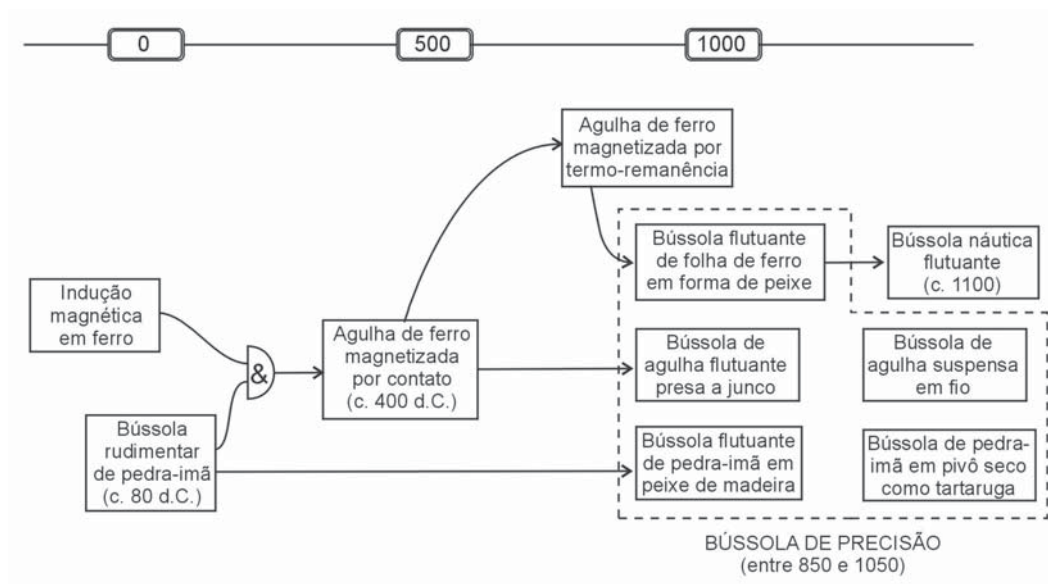 0
500
1000
Agulha de ferro
magnetizada por
termo-remanência
Bússola flutuante
de folha de ferro
em forma de peixe
Bússola náutica
flutuante
(c. 1100)
Indução
magnética
em ferro
&
Agulha de ferro
magnetizada
por contato
(c. 400 d.C.)
Bússola de
agulha flutuante
presa a junco
Bússola de
agulha suspensa
em fio
Bússola
rudimentar
de pedra-imã
(c. 80 d.C.)
Bússola flutuante
de pedra-imã em
peixe de madeira
Bússola de pedra-
imã em pivô seco
como tartaruga
BÚSSOLA DE PRECISÃO
(entre 850 e 1050)